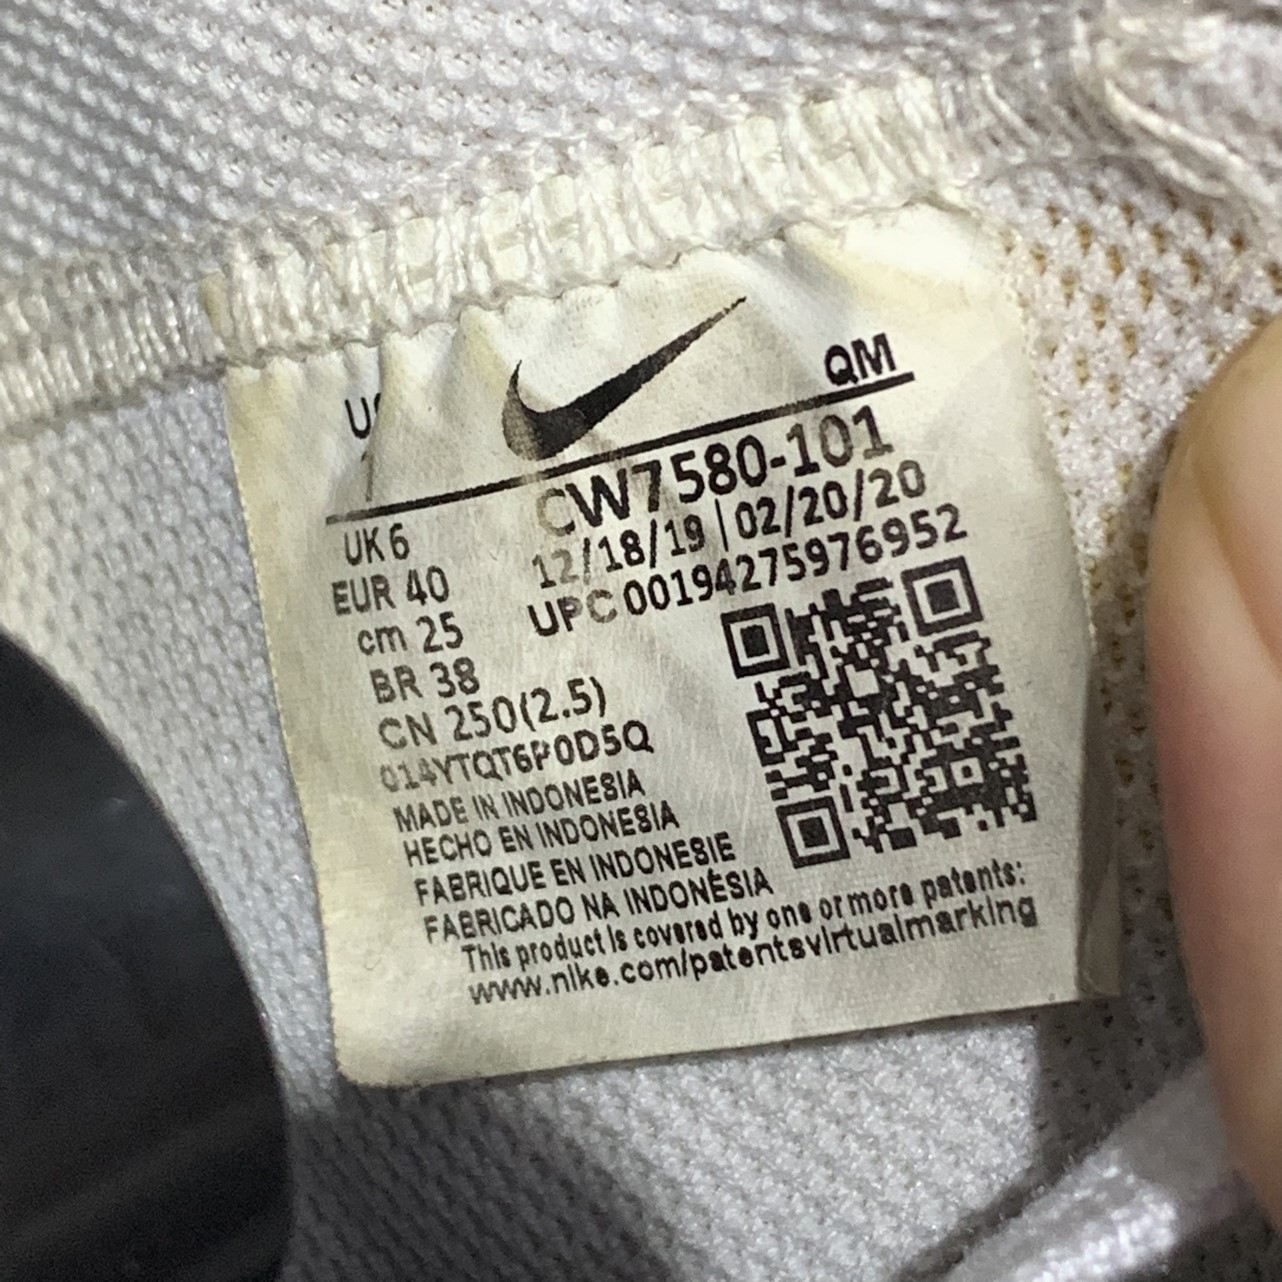 QM
CW7580-101
12/18/19 | 02/20/20
UPC 00194275976952
UK 6
EUR 40
cm 25
BR 38
CN 250(2.5)
014YTQT6P0D5Q
MADE IN INDONESIA
HECHO EN INDONESIA
FABRIQUE EN INDONESIE
FABRICADO NA INDONÉSIA
This product is covered by one or more patents:
www.nike.com/patentsvirtualmarking